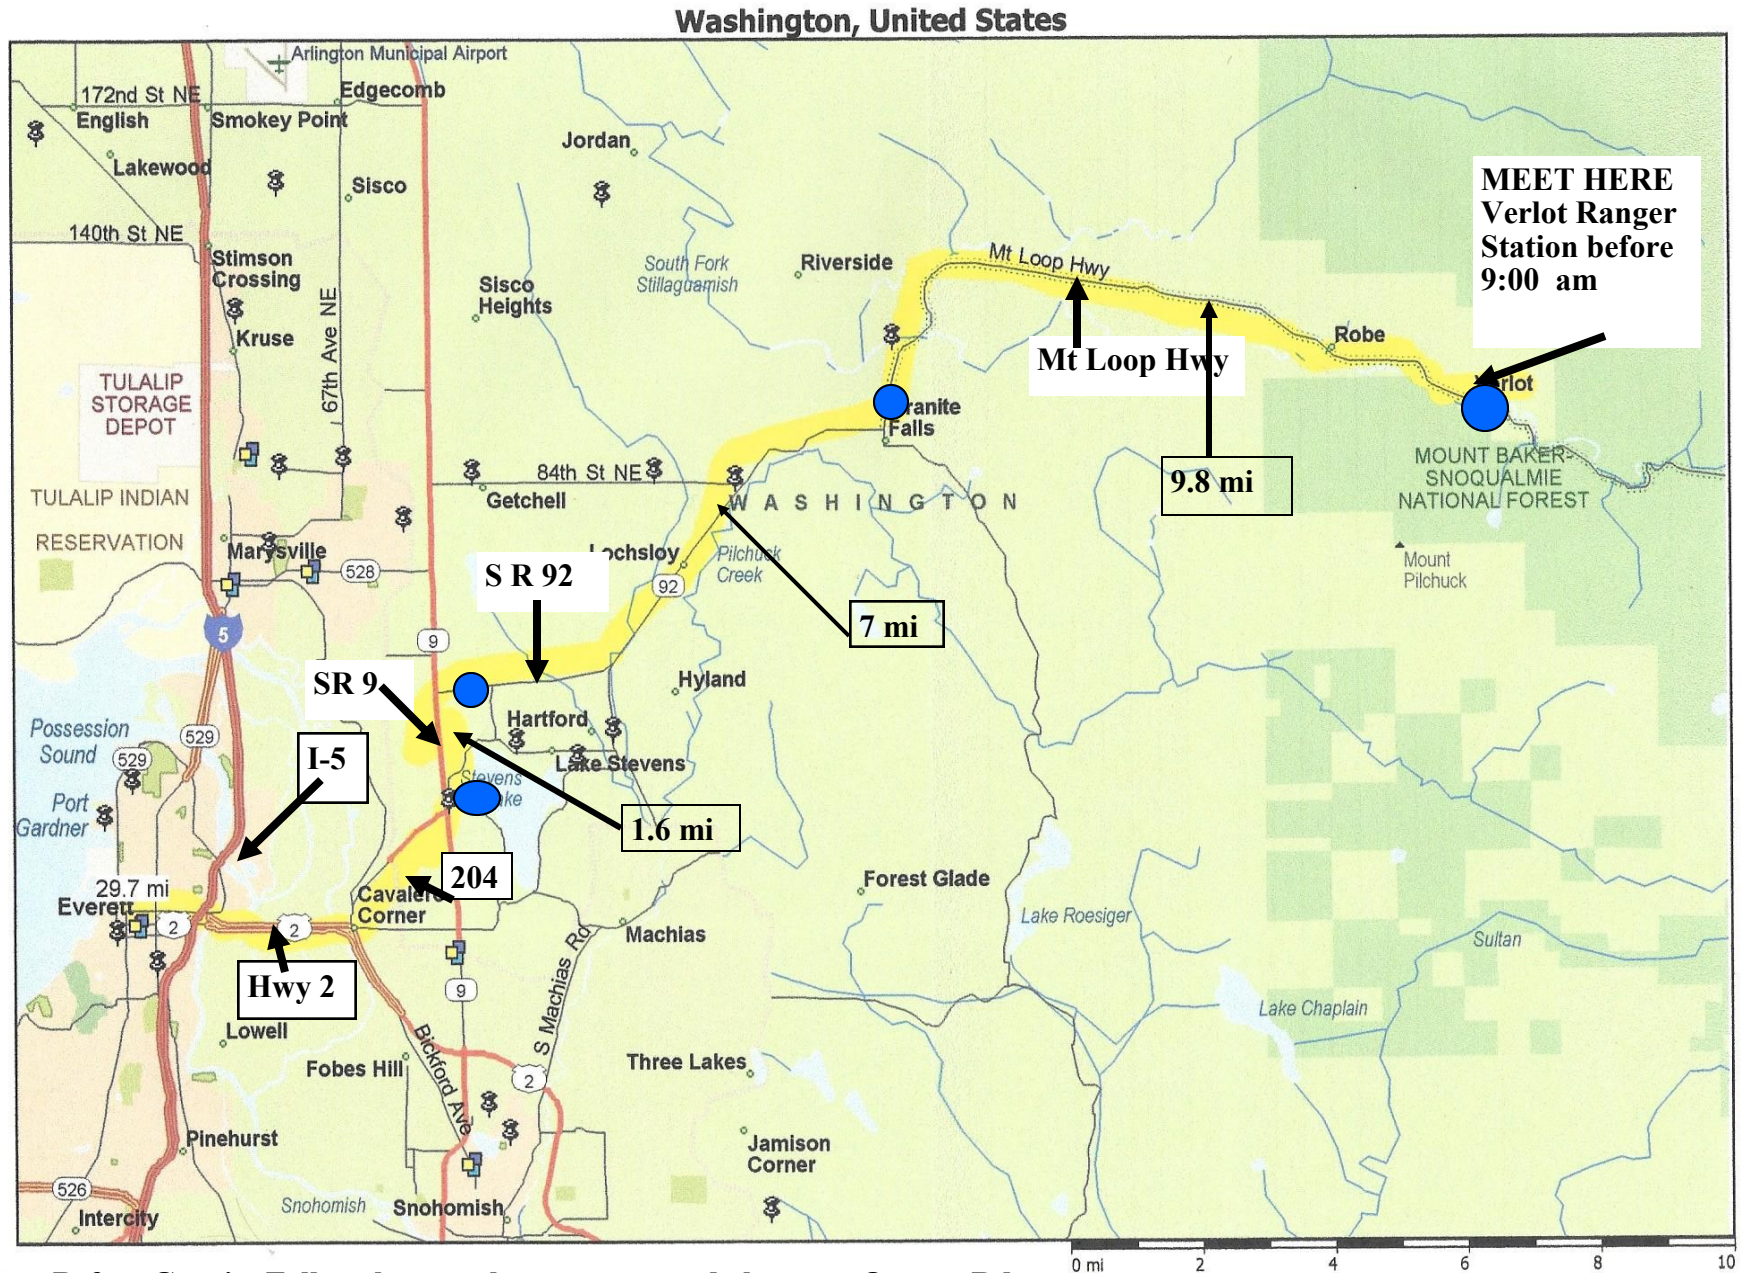 Washington, United States
Arlington Municipal Airport
172nd St NE
Edgecomb
English
Smokey Point
Jordan
Lakewood
Sisco
MEET HERE
Verlot Ranger
Station before
9:00 am
140th St NE
Stimson
Crossing
Riverside
Mt Loop Hwy
South Fork
Stillaguamish
Sisco
Heights
67th Ave NE
Kruse
Robe
Mt Loop Hwy
TULALIP
STORAGE
DEPOT
Verlot
Granite
Falls
84th St NE
Getchell
WASHINGTON
9.8 mi
MOUNT BAKER-
SNOQUALMIE
NATIONAL FOREST
TULALIP INDIAN
RESERVATION
Marysville
528
Lochsloy
Pilchuck
Creek
Mount
Pilchuck
S R 92
92
5
9
7 mi
SR 9
Hyland
Possession
Sound
529
529
Hartford
I-5
Lake Stevens
Stevens
Lake
Port
Gardner
1.6 mi
204
29.7 mi
Everett
2
2
Cavalero
Corner
Forest Glade
Lake Roesiger
Machias
Sultan
Hwy 2
9
S Machias Rd
Lake Chaplain
Lowell
Fobes Hill
Bickford Ave
2
Three Lakes
Pinehurst
Jamison
Corner
526
Intercity
Snohomish
Snohomish
0 mi
2
4
6
8
10